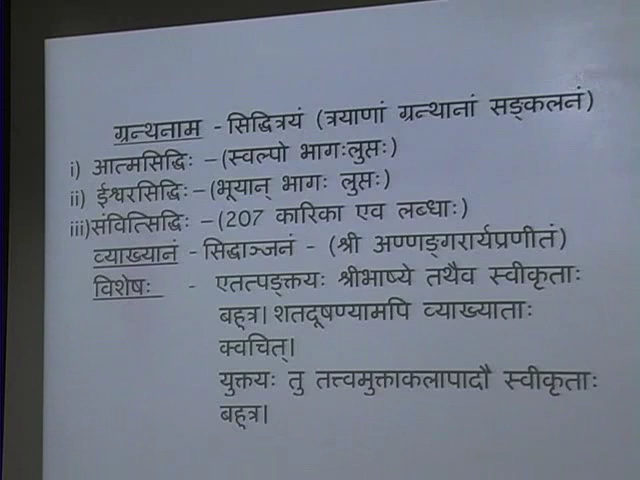 ग्रन्थनाम - सिद्धित्रयं (त्रयाणां ग्रन्थानां सङ्कलनं)
i) आत्मसिद्धिः – (स्वल्पो भागःलुप्तः)
ii) ईश्वरसिद्धिः – (भूयान् भागः लुप्तः)
iii)संवित्सिद्धिः – (207 कारिका एव लब्धाः)
व्याख्यानं - सिद्धाञ्जनं - (श्री अण्णङ्गरार्यप्रणीतं)
विशेषः - एतत्पङ्क्तयः श्रीभाष्ये तथैव स्वीकृताः
बहृत्र। शतदूषण्यामपि व्याख्याताः
क्वचित्।
युक्तयः तु तत्त्वमुक्ताकलापादौ स्वीकृताः
बहृत्र।